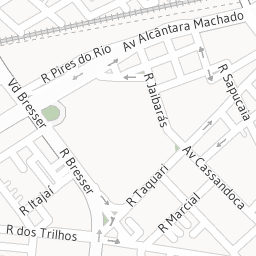 Av Alcântara Machado
R Pires do Rio
R Jaibarás
R Sapucaia
Vd Bresser
Av Cassandoca
R Bresser
R Taquari
R Itajaí
R Marcial
R dos Trilhos